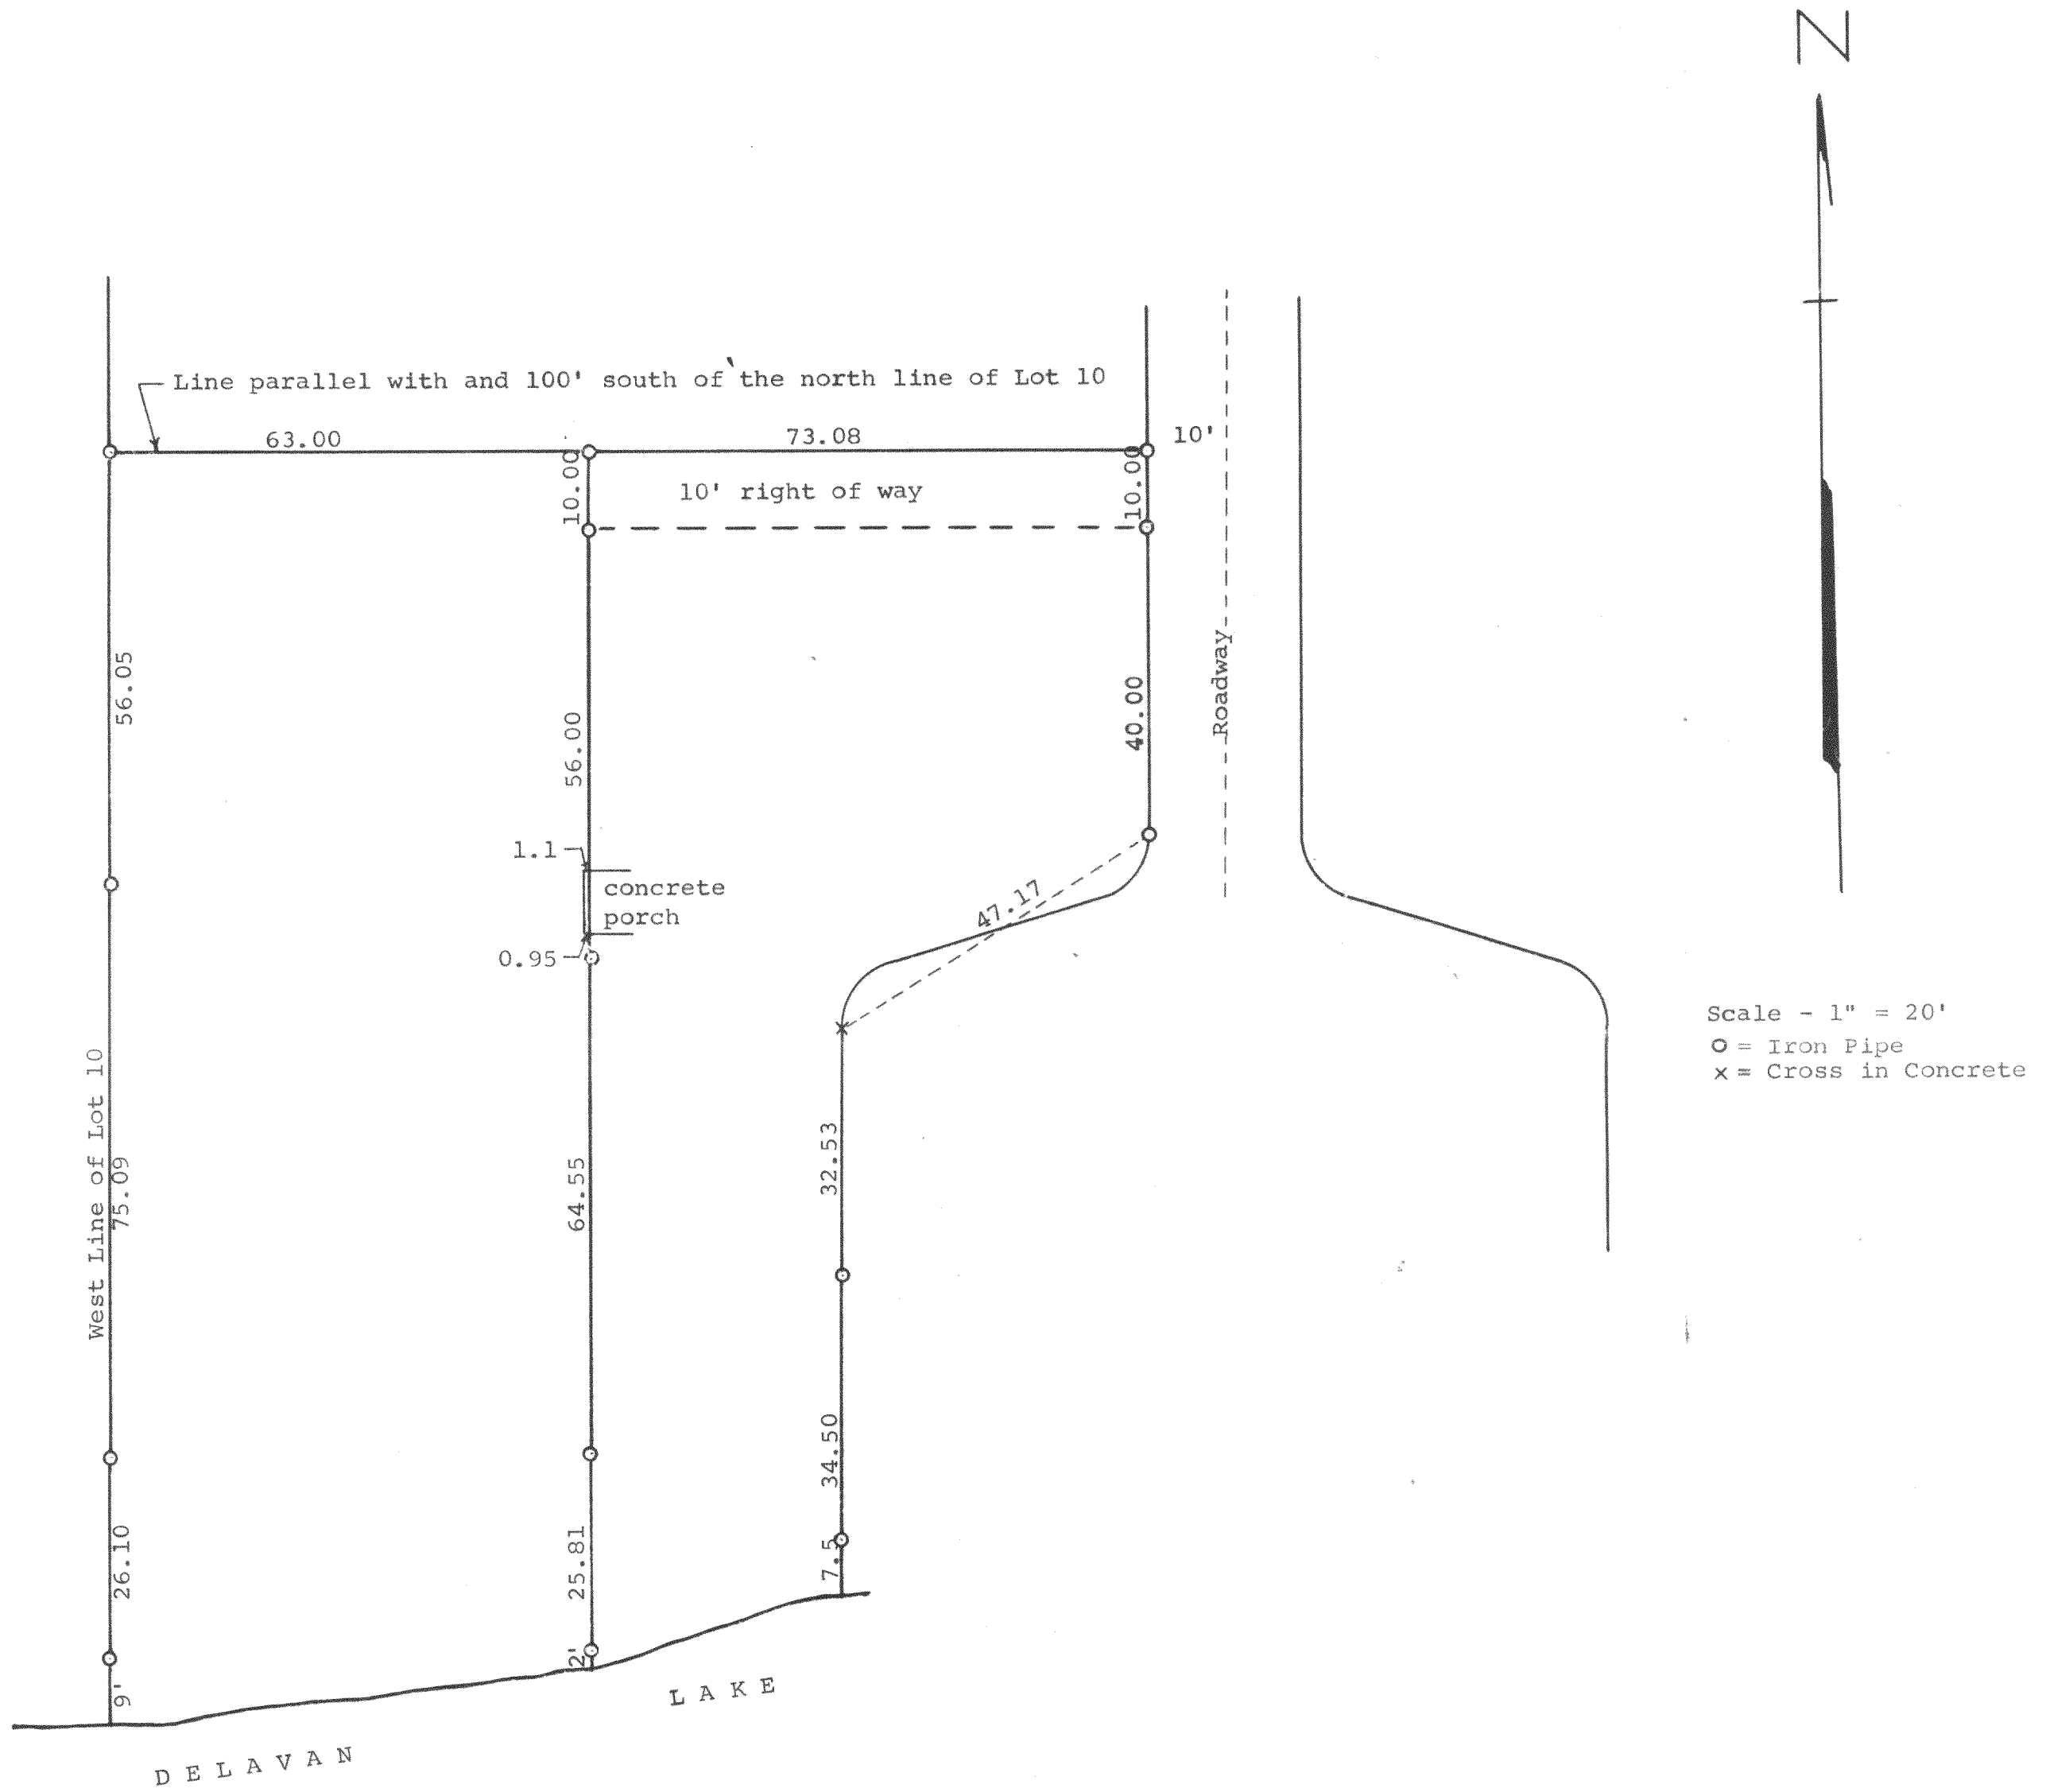 N
Line parallel with and 100' south of the north line of Lot 10
63.00
73.08
10'
10.00
10.00
10' right of way
56.05
56.00
40.00
Roadway
1.1
concrete
porch
0.95
47.17
Scale - 1" = 20'
O = Iron Pipe
x = Cross in Concrete
West Line of Lot 10
75.09
64.55
32.53
34.50
26.10
25.81
7.5
2'
9'
LAKE
DELAVAN